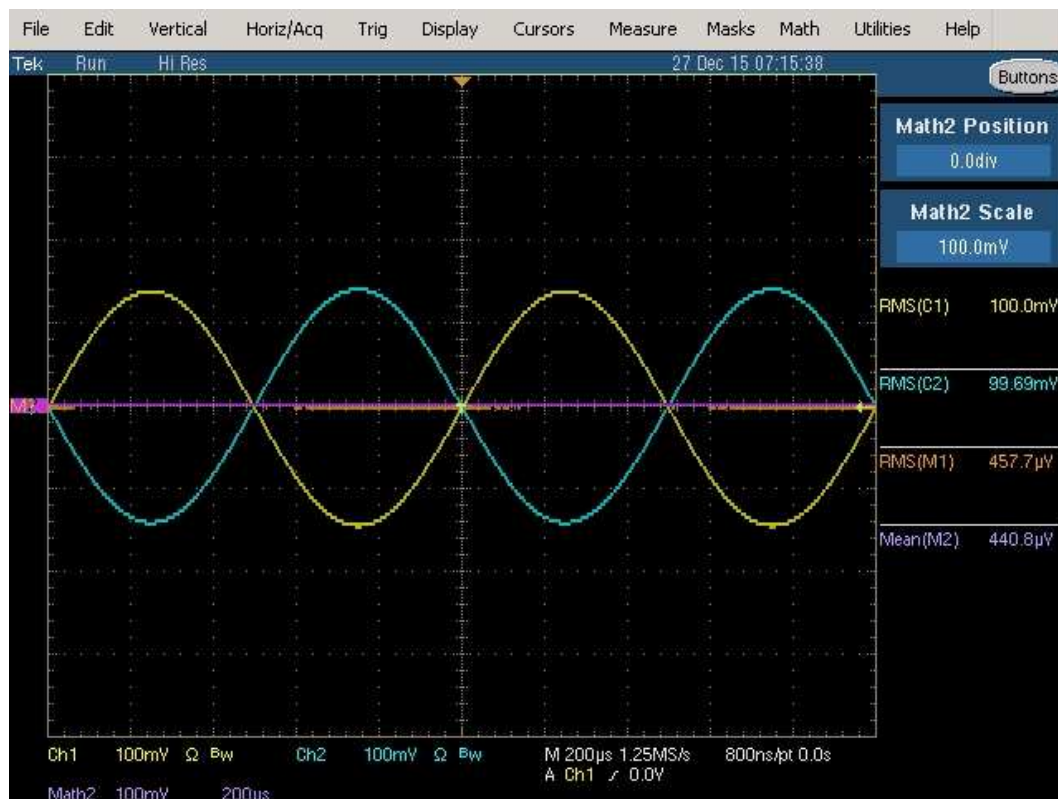 File Edit Vertical Horiz/Acq Trig Display Cursors Measure Masks Math Utilities Help
Tek Run Hi Res 27 Dec 15 07:15:38
Buttons
Math2 Position
0.0div
Math2 Scale
100.0mV
RMS(C1) 100.0mV
RMS(C2) 99.69mV
RMS(M1) 457.7µV
Mean(M2) 440.8µV
Ch1 100mV Ω Bw Ch2 100mV Ω Bw M 200µs 1.25MS/s 800ns/pt 0.0s
A Ch1 / 0.0V
Math2 100mV 200µs